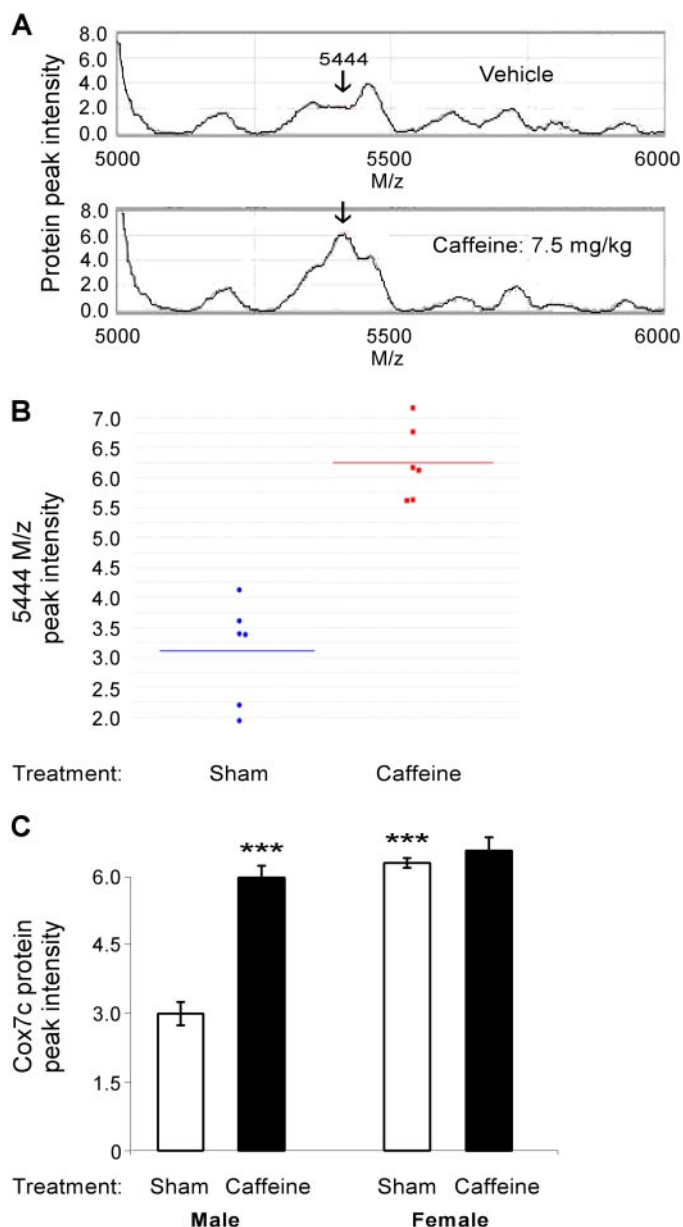 A
Protein peak intensity
8.0
6.0
4.0
2.0
0.0
5444
Vehicle
5000 5500 6000
M/z
8.0
6.0
4.0
2.0
0.0
Caffeine: 7.5 mg/kg
5000 5500 6000
M/z
B
5444 M/z
peak intensity
7.0
6.5
6.0
5.5
5.0
4.5
4.0
3.5
3.0
2.5
2.0
Treatment: Sham Caffeine
C
Cox7c protein
peak intensity
*** ***
6.0
4.5
3.0
1.5
0
Treatment: Sham Caffeine Sham Caffeine
Male Female